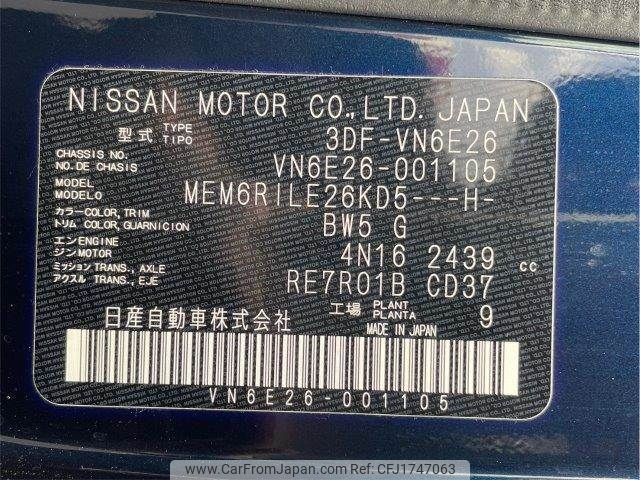 NISSAN MOTOR CO.,LTD. JAPAN
型式 TYPE TIPO 3DF-VN6E26
CHASSIS NO. NO.DE CHASIS VN6E26-001105
MODEL MODELO MEM6RILE26KD5---H-
カラー COLOR, TRIM
トリム COLOR, GUARNICION BW5 G
エンエンジン ENGINE MOTOR 4N16 2439 cc
ミッション TRANS., AXLE
アクスル TRANS., EJE RE7R01B CD37
工場 PLANT PLANTA 9
日産自動車株式会社 MADE IN JAPAN
VN6E26-001105
www.CarFromJapan.com | Ref. No: CFJ1747063